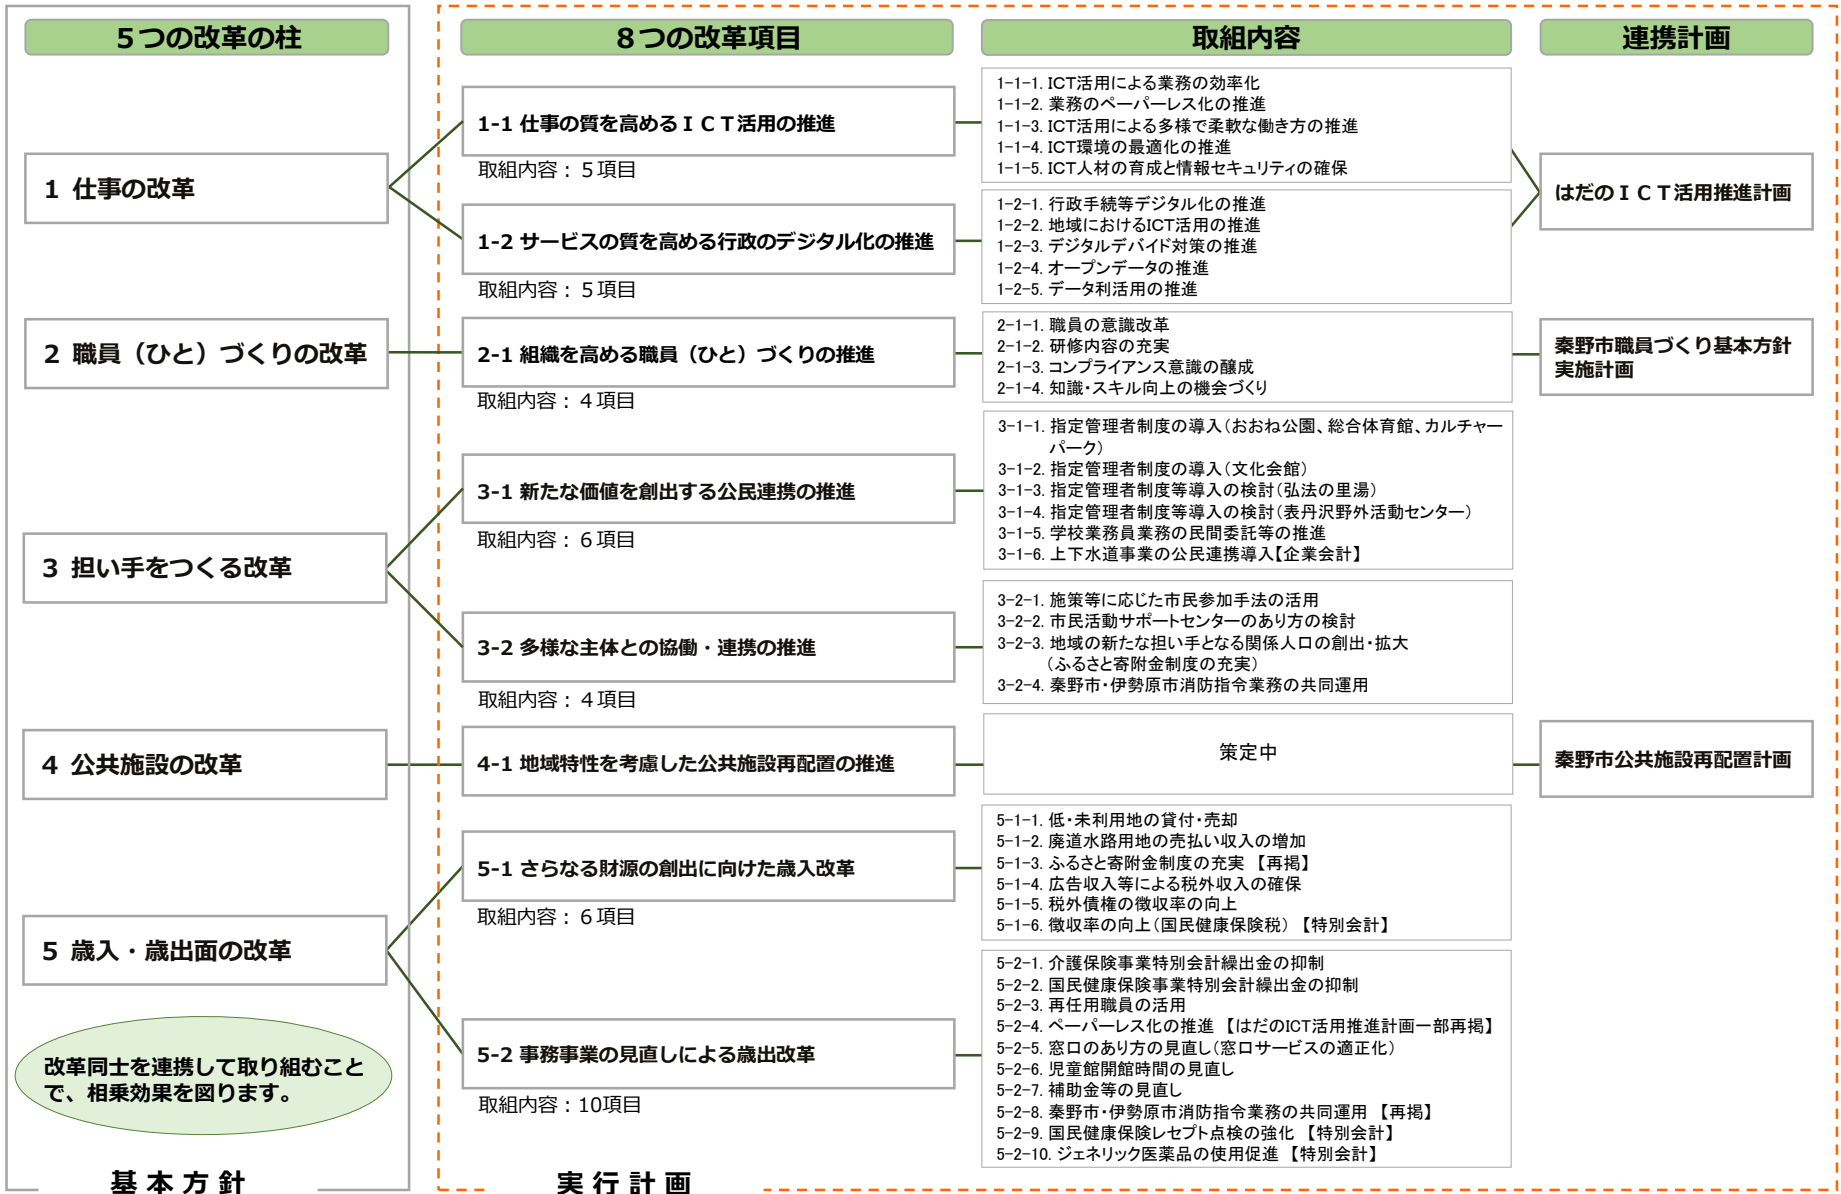 5つの改革の柱
8つの改革項目
取組内容
連携計画
1 仕事の改革
1-1 仕事の質を高めるＩＣＴ活用の推進
取組内容：5項目
1-1-1. ICT活用による業務の効率化
1-1-2. 業務のペーパーレス化の推進
1-1-3. ICT活用による多様で柔軟な働き方の推進
1-1-4. ICT環境の最適化の推進
1-1-5. ICT人材の育成と情報セキュリティの確保
1-2 サービスの質を高める行政のデジタル化の推進
取組内容：5項目
1-2-1. 行政手続等デジタル化の推進
1-2-2. 地域におけるICT活用の推進
1-2-3. デジタルデバイド対策の推進
1-2-4. オープンデータの推進
1-2-5. データ利活用の推進
はだのＩＣＴ活用推進計画
2 職員（ひと）づくりの改革
2-1 組織を高める職員（ひと）づくりの推進
取組内容：4項目
2-1-1. 職員の意識改革
2-1-2. 研修内容の充実
2-1-3. コンプライアンス意識の醸成
2-1-4. 知識・スキル向上の機会づくり
秦野市職員づくり基本方針
実施計画
3 担い手をつくる改革
3-1 新たな価値を創出する公民連携の推進
取組内容：6項目
3-1-1. 指定管理者制度の導入（おおね公園、総合体育館、カルチャー
パーク）
3-1-2. 指定管理者制度の導入（文化会館）
3-1-3. 指定管理者制度等導入の検討（弘法の里湯）
3-1-4. 指定管理者制度等導入の検討（表丹沢野外活動センター）
3-1-5. 学校業務員業務の民間委託等の推進
3-1-6. 上下水道事業の公民連携導入【企業会計】
3-2 多様な主体との協働・連携の推進
取組内容：4項目
3-2-1. 施策等に応じた市民参加手法の活用
3-2-2. 市民活動サポートセンターのあり方の検討
3-2-3. 地域の新たな担い手となる関係人口の創出・拡大
（ふるさと寄附金制度の充実）
3-2-4. 秦野市・伊勢原市消防指令業務の共同運用
4 公共施設の改革
4-1 地域特性を考慮した公共施設再配置の推進
策定中
秦野市公共施設再配置計画
5 歳入・歳出面の改革
5-1 さらなる財源の創出に向けた歳入改革
取組内容：6項目
5-1-1. 低・未利用地の貸付・売却
5-1-2. 廃道水路用地の売払い収入の増加
5-1-3. ふるさと寄附金制度の充実 【再掲】
5-1-4. 広告収入等による税外収入の確保
5-1-5. 税外債権の徴収率の向上
5-1-6. 徴収率の向上（国民健康保険税） 【特別会計】
5-2 事務事業の見直しによる歳出改革
取組内容：10項目
5-2-1. 介護保険事業特別会計繰出金の抑制
5-2-2. 国民健康保険事業特別会計繰出金の抑制
5-2-3. 再任用職員の活用
5-2-4. ペーパーレス化の推進 【はだのICT活用推進計画一部再掲】
5-2-5. 窓口のあり方の見直し（窓口サービスの適正化）
5-2-6. 児童館開館時間の見直し
5-2-7. 補助金等の見直し
5-2-8. 秦野市・伊勢原市消防指令業務の共同運用 【再掲】
5-2-9. 国民健康保険レセプト点検の強化 【特別会計】
5-2-10. ジェネリック医薬品の使用促進 【特別会計】
改革同士を連携して取り組むこと
で、相乗効果を図ります。
基本方針
実行計画